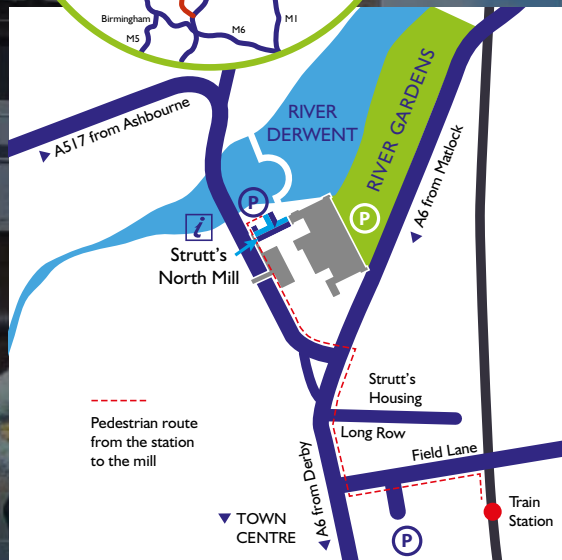 Birmingham
M5
M6
M1
A517 from Ashbourne
RIVER
DERWENT
RIVER GARDENS
A6 from Matlock
P
P
i
Strutt's
North Mill
Strutt's
Housing
Long Row
Pedestrian route
from the station
to the mill
Field Lane
A6 from Derby
TOWN
CENTRE
P
Train
Station